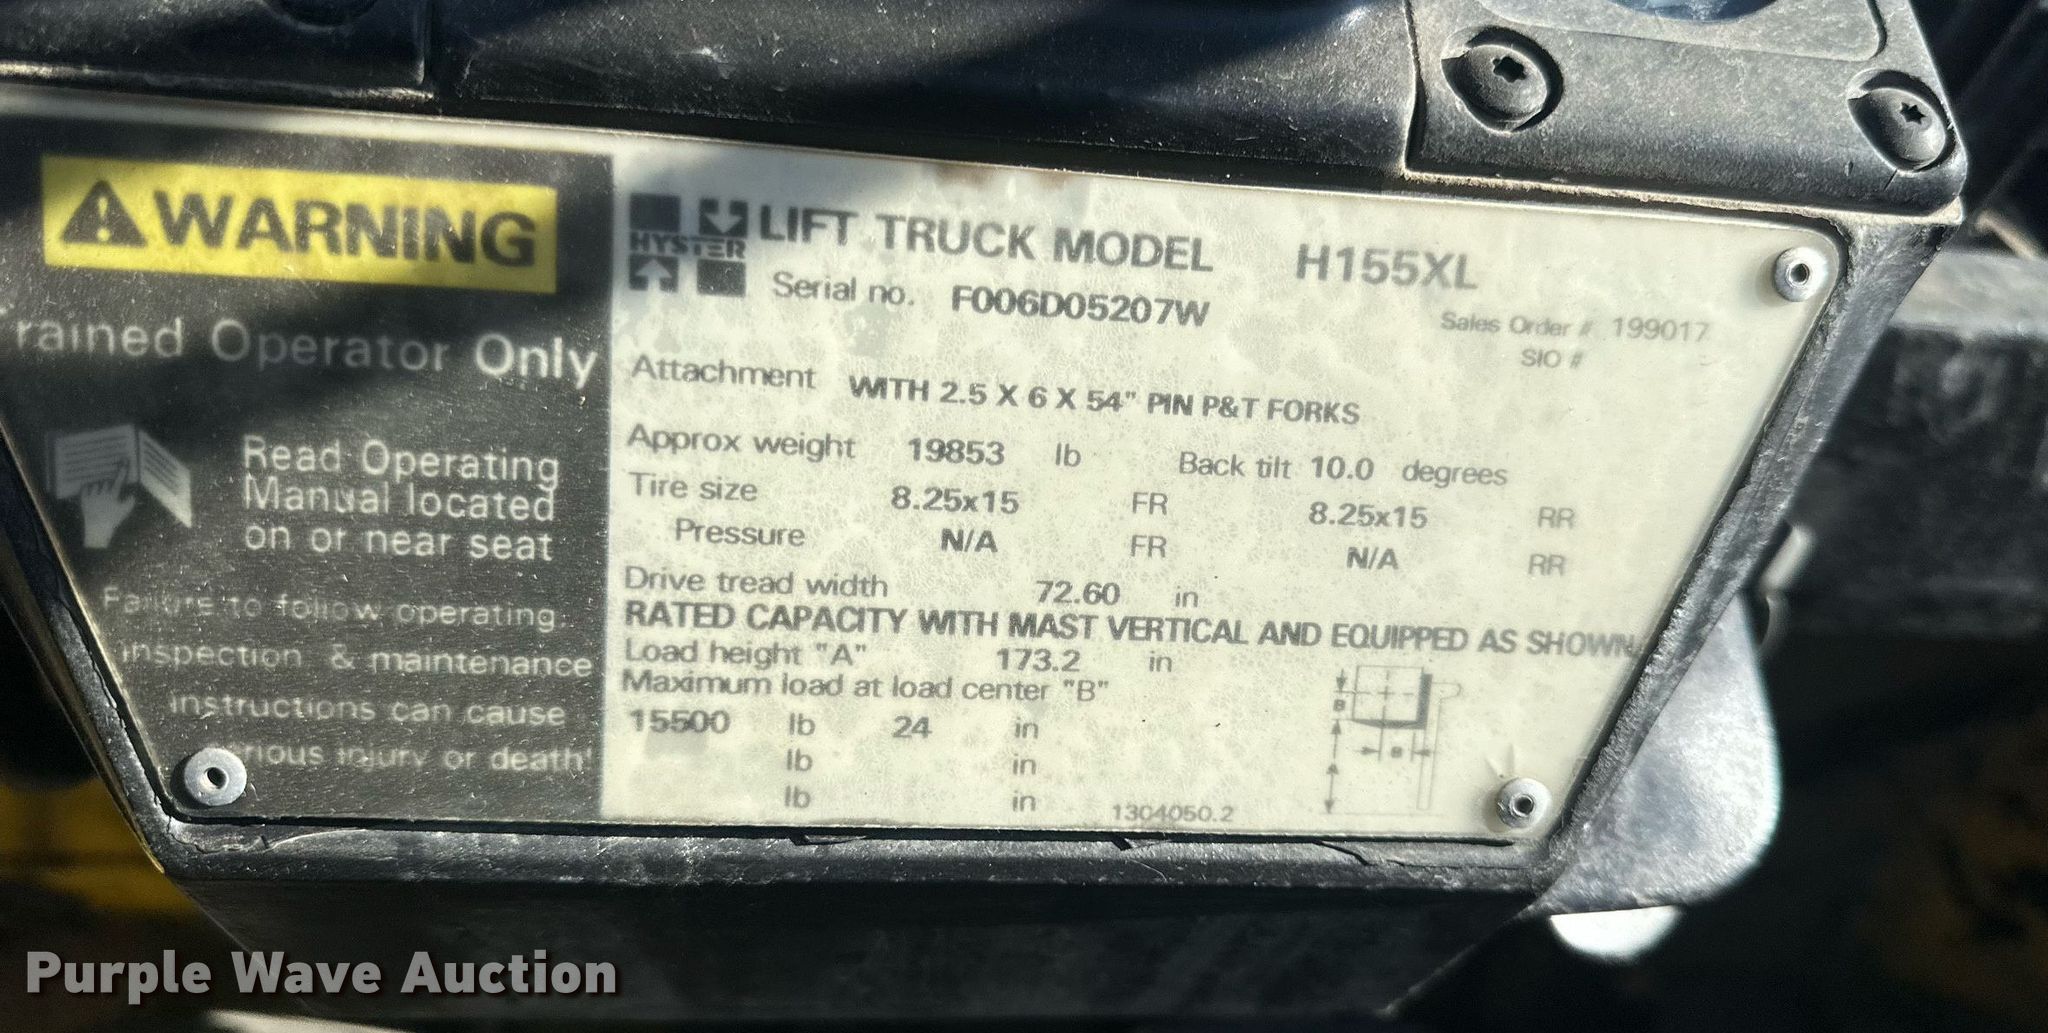 WARNING
Trained Operator Only
Read Operating
Manual located
on or near seat
Failure to follow operating
inspection & maintenance
instructions can cause
serious injury or death!
HYSTER
LIFT TRUCK MODEL H155XL
Serial no. F006D05207W
Sales Order # 199017
SIO #
Attachment WITH 2.5 X 6 X 54" PIN P&T FORKS
Approx weight 19853 lb Back tilt 10.0 degrees
Tire size 8.25x15 FR 8.25x15 RR
Pressure N/A FR N/A RR
Drive tread width 72.60 in
RATED CAPACITY WITH MAST VERTICAL AND EQUIPPED AS SHOWN
Load height "A" 173.2 in
Maximum load at load center "B"
15500 lb 24 in
lb in
lb in
B
B
A
1304050.2
Purple Wave Auction